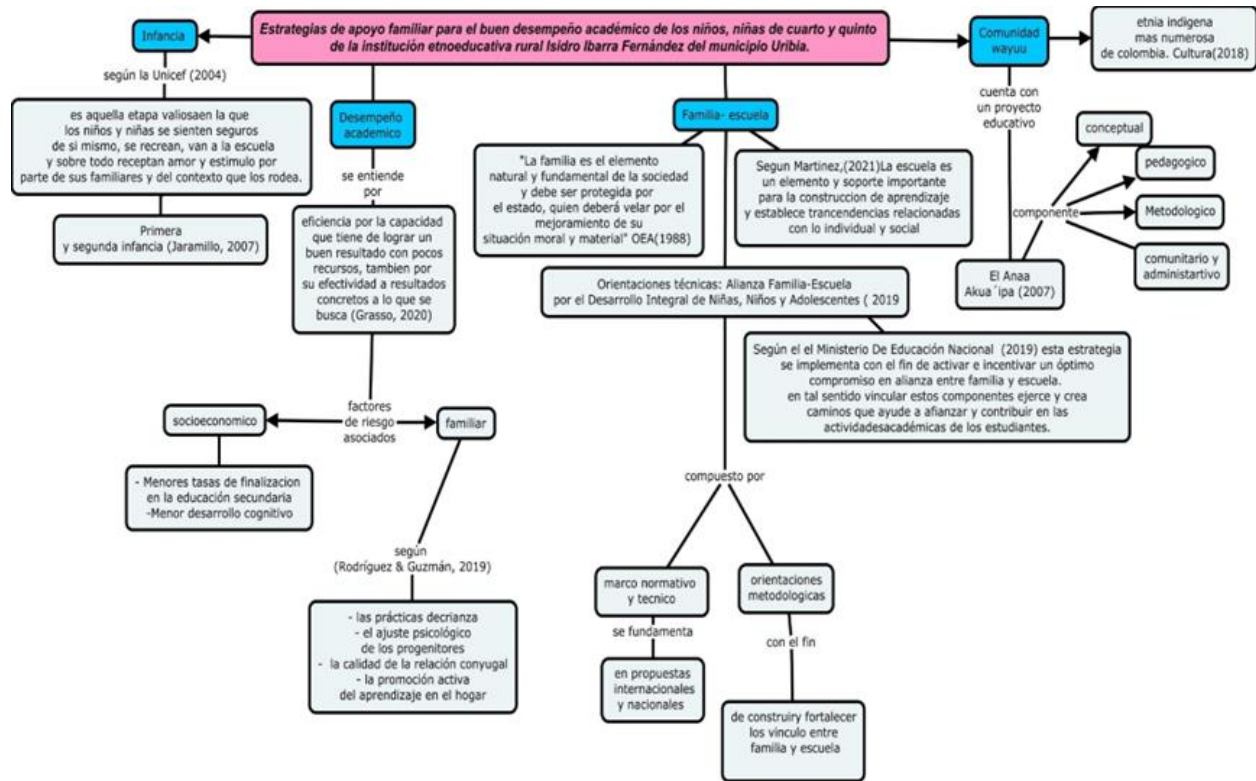 Estrategias de apoyo familiar para el buen desempeño académico de los niños, niñas de cuarto y quinto
de la institución etnoeducativa rural Isidro Ibarra Fernández del municipio Uribia.
Infancia
según la Unicef (2004)
es aquella etapa valiosaen la que
los niños y niñas se sienten seguros
de si mismo, se recrean, van a la escuela
y sobre todo receptan amor y estimulo por
parte de sus familiares y del contexto que los rodea.
Primera
y segunda infancia (Jaramillo, 2007)
Desempeño
academico
se entiende
por
eficiencia por la capacidad
que tiene de lograr un
buen resultado con pocos
recursos, tambien por
su efectividad a resultados
concretos a lo que se
busca (Grasso, 2020)
factores
de riesgo
asociados
socioeconomico
- Menores tasas de finalizacion
en la educación secundaria
-Menor desarrollo cognitivo
familiar
según
(Rodríguez & Guzmán, 2019)
- las prácticas decrianza
- el ajuste psicológico
de los progenitores
- la calidad de la relación conyugal
- la promoción activa
del aprendizaje en el hogar
Familia- escuela
"La familia es el elemento
natural y fundamental de la sociedad
y debe ser protegida por
el estado, quien deberá velar por el
mejoramiento de su
situación moral y material" OEA(1988)
Segun Martinez,(2021)La escuela es
un elemento y soporte importante
para la construccion de aprendizaje
y establece trancendencias relacionadas
con lo individual y social
Orientaciones técnicas: Alianza Familia-Escuela
por el Desarrollo Integral de Niñas, Niños y Adolescentes ( 2019
Según el el Ministerio De Educación Nacional (2019) esta estrategia
se implementa con el fin de activar e incentivar un óptimo
compromiso en alianza entre familia y escuela.
en tal sentido vincular estos componentes ejerce y crea
caminos que ayude a afianzar y contribuir en las
actividadesacadémicas de los estudiantes.
compuesto por
marco normativo
y tecnico
se fundamenta
en propuestas
internacionales
y nacionales
orientaciones
metodologicas
con el fin
de construiry fortalecer
los vinculo entre
familia y escuela
Comunidad
wayuu
etnia indigena
mas numerosa
de colombia. Cultura(2018)
cuenta con
un proyecto
educativo
El Anaa
Akua´ipa (2007)
componente
conceptual
pedagogico
Metodologico
comunitario y
administartivo